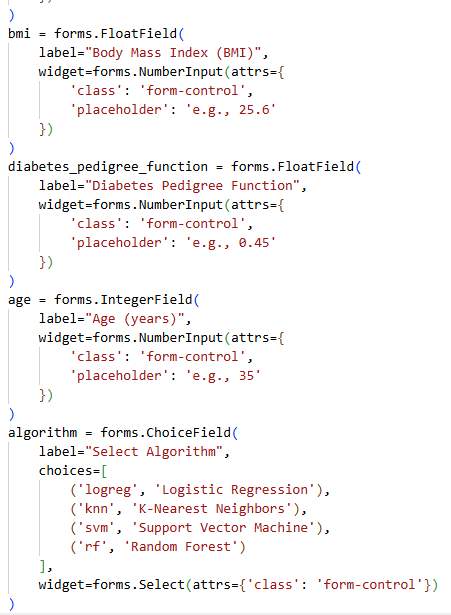 )
bmi = forms.FloatField(
    label="Body Mass Index (BMI)",
    widget=forms.NumberInput(attrs={
        'class': 'form-control',
        'placeholder': 'e.g., 25.6'
    })
)
diabetes_pedigree_function = forms.FloatField(
    label="Diabetes Pedigree Function",
    widget=forms.NumberInput(attrs={
        'class': 'form-control',
        'placeholder': 'e.g., 0.45'
    })
)
age = forms.IntegerField(
    label="Age (years)",
    widget=forms.NumberInput(attrs={
        'class': 'form-control',
        'placeholder': 'e.g., 35'
    })
)
algorithm = forms.ChoiceField(
    label="Select Algorithm",
    choices=[
        ('logreg', 'Logistic Regression'),
        ('knn', 'K-Nearest Neighbors'),
        ('svm', 'Support Vector Machine'),
        ('rf', 'Random Forest')
    ],
    widget=forms.Select(attrs={'class': 'form-control'})
)